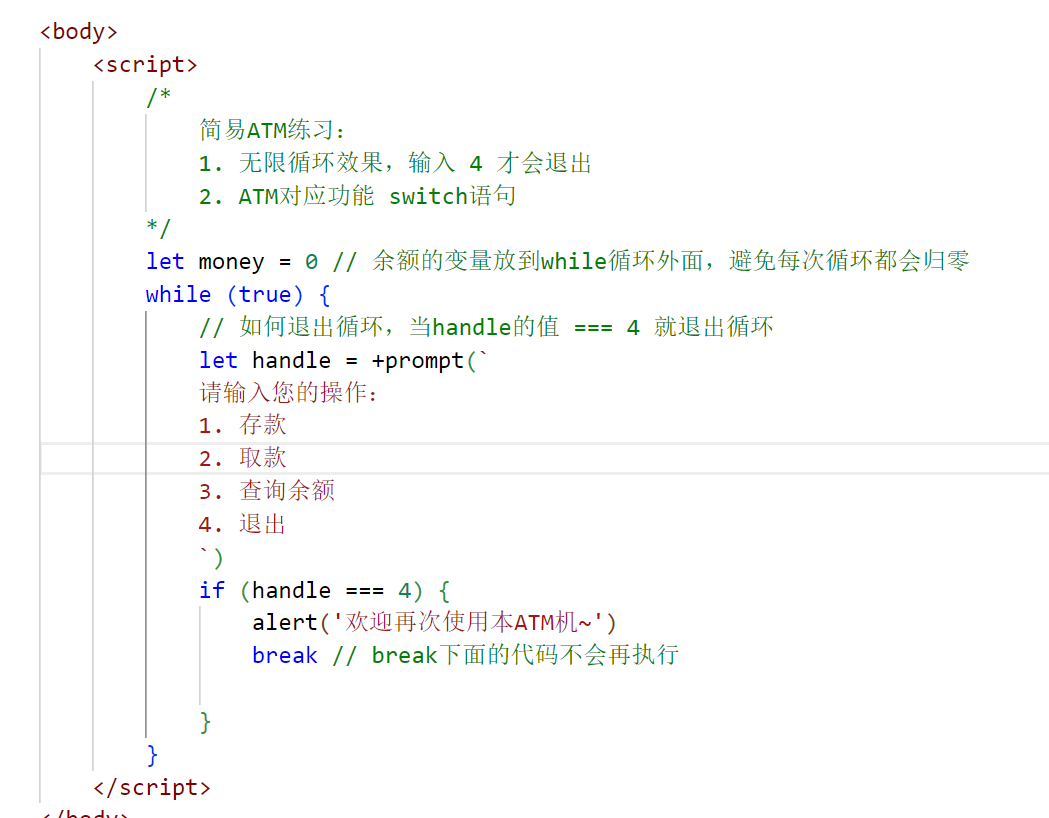 <body>
<script>
/*
简易ATM练习：
1. 无限循环效果，输入 4 才会退出
2. ATM对应功能 switch语句
*/
let money = 0 // 余额的变量放到while循环外面，避免每次循环都会归零
while (true) {
// 如何退出循环，当handle的值 === 4 就退出循环
let handle = +prompt(`
请输入您的操作：
1. 存款
2. 取款
3. 查询余额
4. 退出
`)
if (handle === 4) {
alert('欢迎再次使用本ATM机~')
break // break下面的代码不会再执行
}
}
</script>
</body>